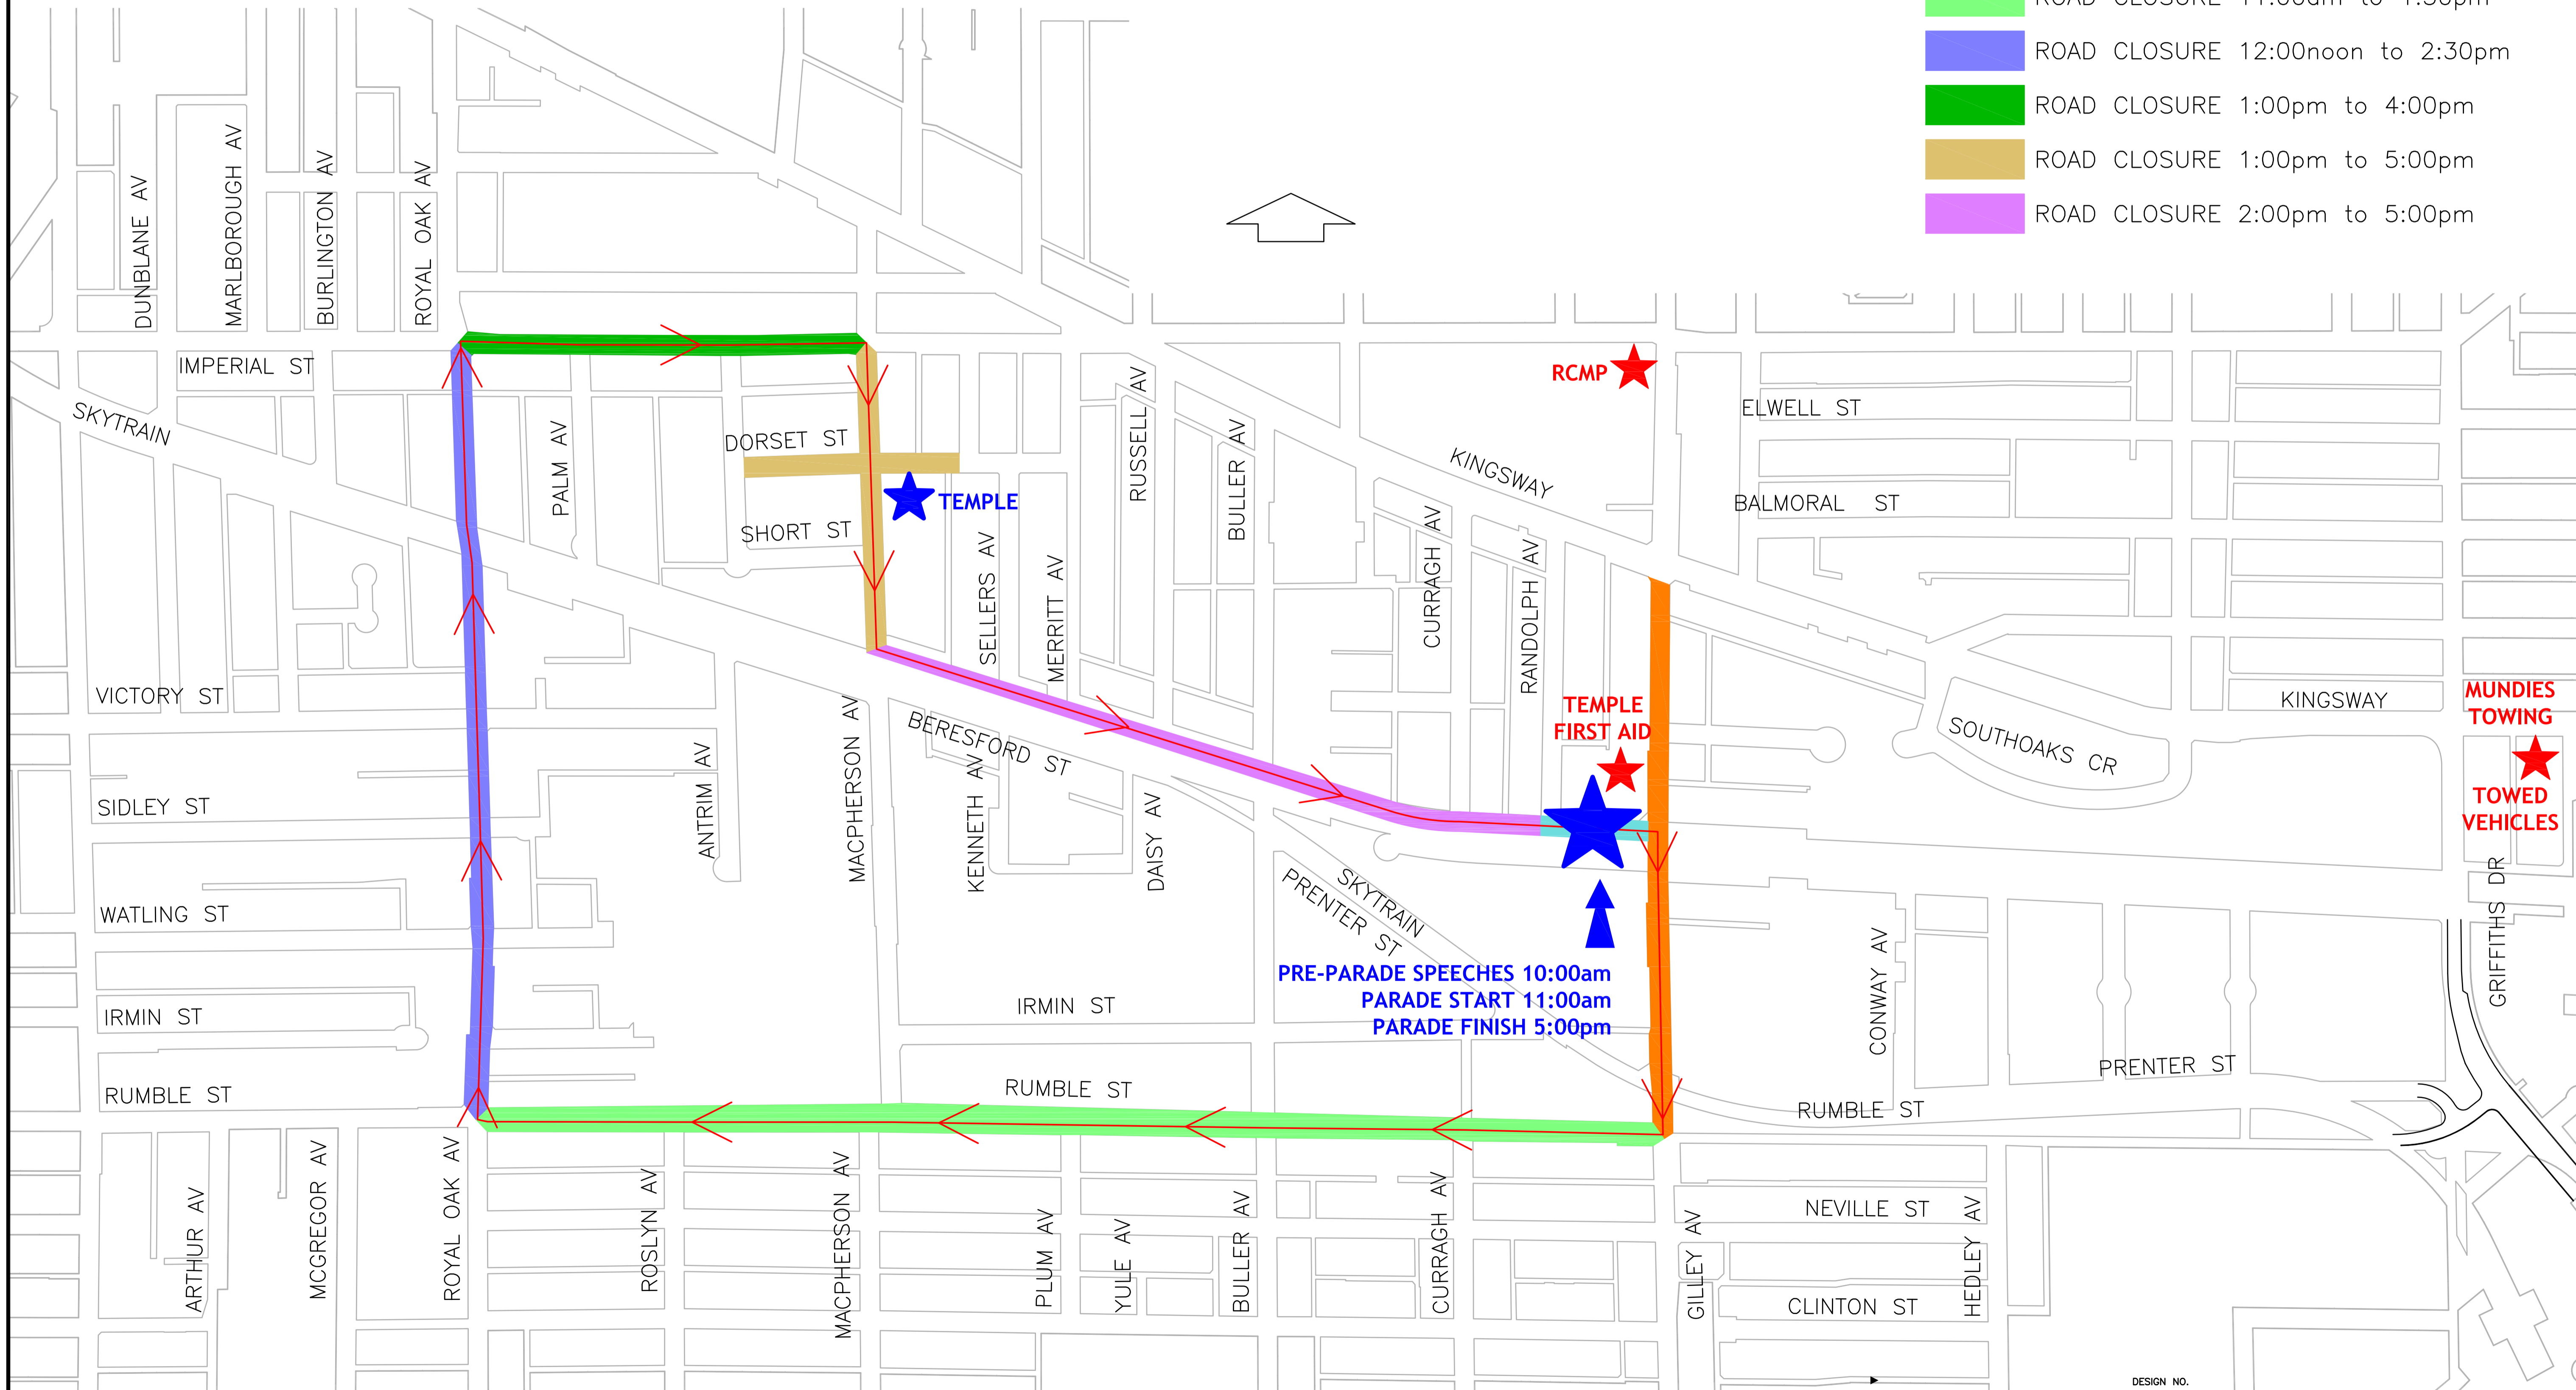 ROAD CLOSURE 11:00am to 1:30pm
ROAD CLOSURE 12:00noon to 2:30pm
ROAD CLOSURE 1:00pm to 4:00pm
ROAD CLOSURE 1:00pm to 5:00pm
ROAD CLOSURE 2:00pm to 5:00pm
DUNBLANE AV
MARLBOROUGH AV
BURLINGTON AV
ROYAL OAK AV
IMPERIAL ST
SKYTRAIN
PALM AV
DORSET ST
SHORT ST
TEMPLE
SELLERS AV
MERRITT AV
RUSSELL AV
BULLER AV
RCMP
KINGSWAY
ELWELL ST
BALMORAL ST
CURRAGH AV
RANDOLPH AV
VICTORY ST
SIDLEY ST
WATLING ST
IRMIN ST
RUMBLE ST
ANTRIM AV
MACPHERSON AV
BERESFORD ST
KENNETH AV
DAISY AV
TEMPLE
FIRST AID
SOUTHOAKS CR
KINGSWAY
MUNDIES
TOWING
TOWED
VEHICLES
SKYTRAIN
PRENTER ST
PRE-PARADE SPEECHES 10:00am
PARADE START 11:00am
PARADE FINISH 5:00pm
IRMIN ST
RUMBLE ST
CONWAY AV
GRIFFITHS DR
PRENTER ST
RUMBLE ST
ARTHUR AV
MCGREGOR AV
ROYAL OAK AV
ROSLYN AV
MACPHERSON AV
PLUM AV
YULE AV
BULLER AV
CURRAGH AV
GILLEY AV
NEVILLE ST
HEDLEY AV
CLINTON ST
DESIGN NO.